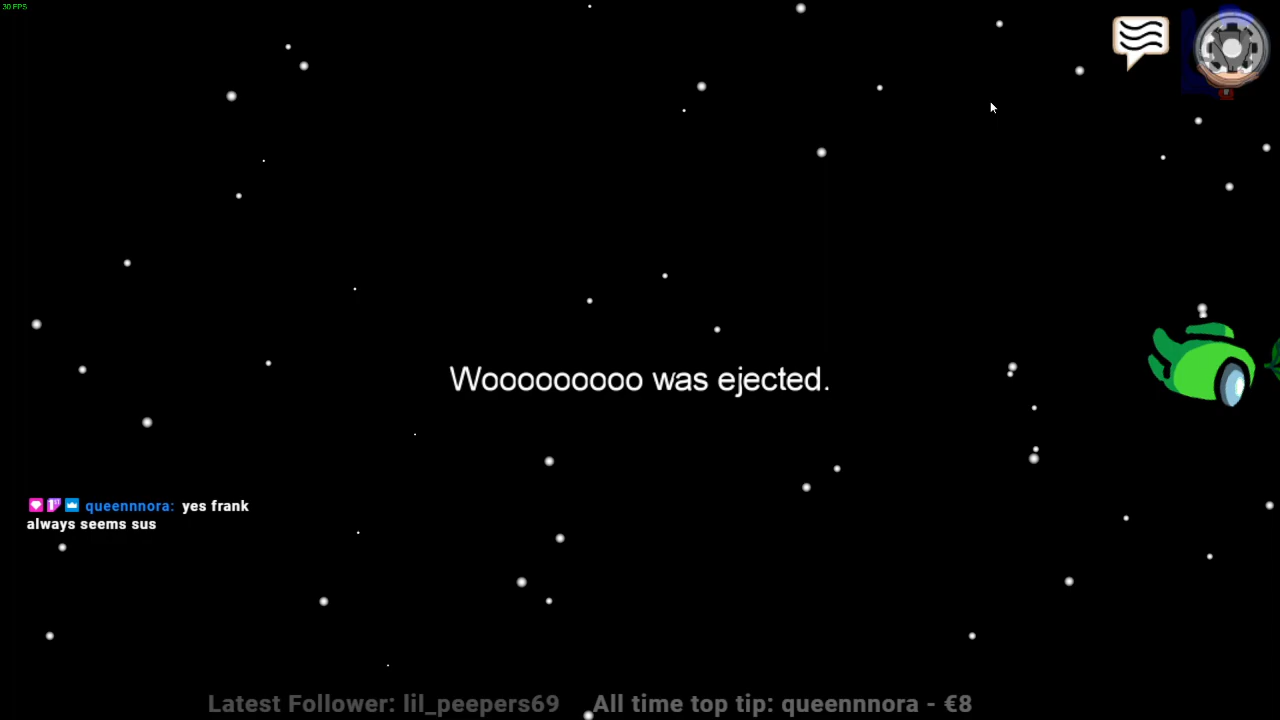 30 FPS
Wooooooooo was ejected.
queennnora: yes frank
always seems sus
Latest Follower: lil_peepers69 All time top tip: queennnora - €8